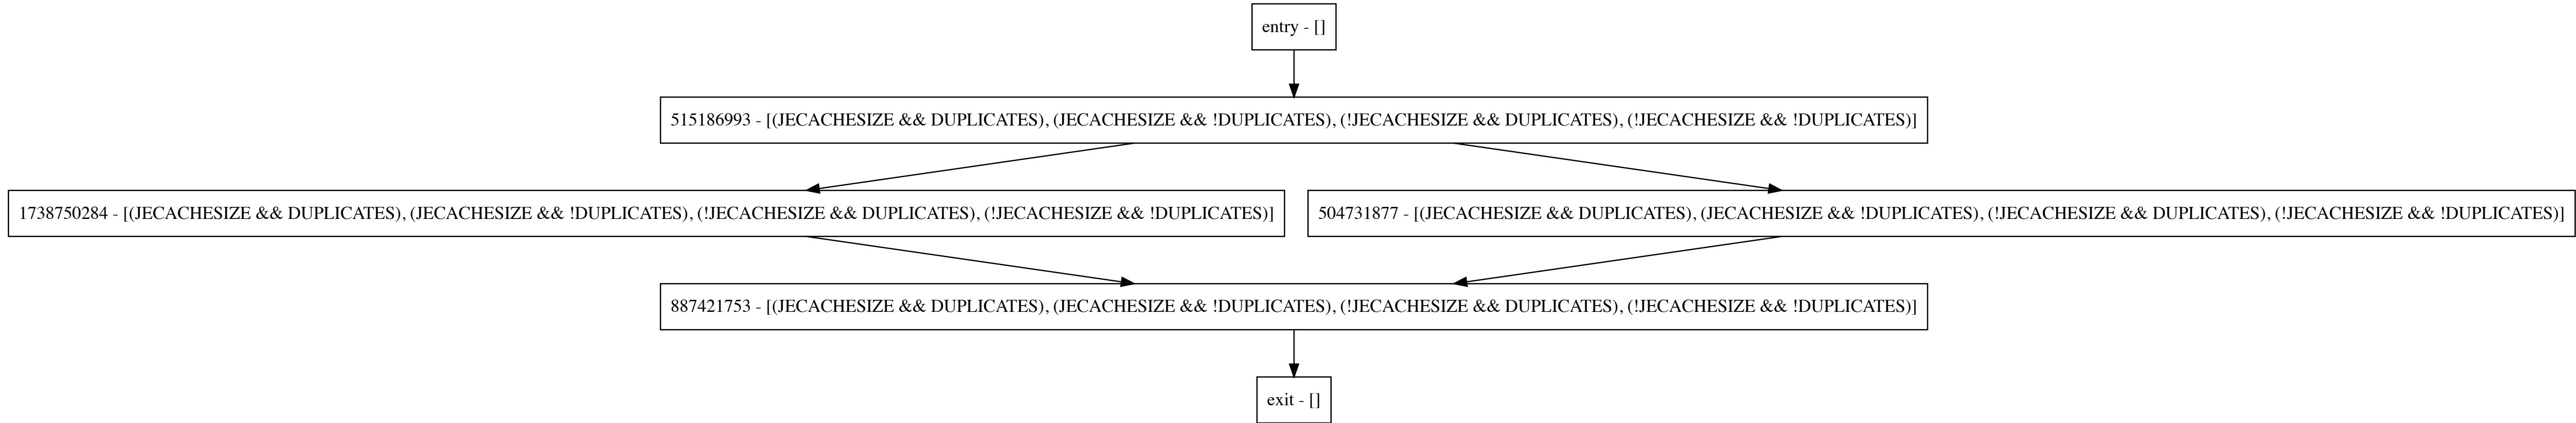 entry - []
515186993 - [(JECACHESIZE && DUPLICATES), (JECACHESIZE && !DUPLICATES), (!JECACHESIZE && DUPLICATES), (!JECACHESIZE && !DUPLICATES)]
1738750284 - [(JECACHESIZE && DUPLICATES), (JECACHESIZE && !DUPLICATES), (!JECACHESIZE && DUPLICATES), (!JECACHESIZE && !DUPLICATES)]
504731877 - [(JECACHESIZE && DUPLICATES), (JECACHESIZE && !DUPLICATES), (!JECACHESIZE && DUPLICATES), (!JECACHESIZE && !DUPLICATES)]
887421753 - [(JECACHESIZE && DUPLICATES), (JECACHESIZE && !DUPLICATES), (!JECACHESIZE && DUPLICATES), (!JECACHESIZE && !DUPLICATES)]
exit - []